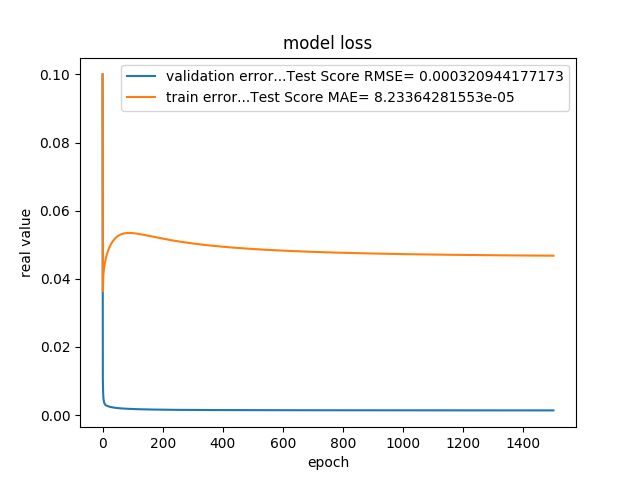 model loss
validation error...Test Score RMSE= 0.000320944177173
train error...Test Score MAE= 8.23364281553e-05
0.10
0.08
0.06
0.04
0.02
0.00
real value
0 200 400 600 800 1000 1200 1400
epoch